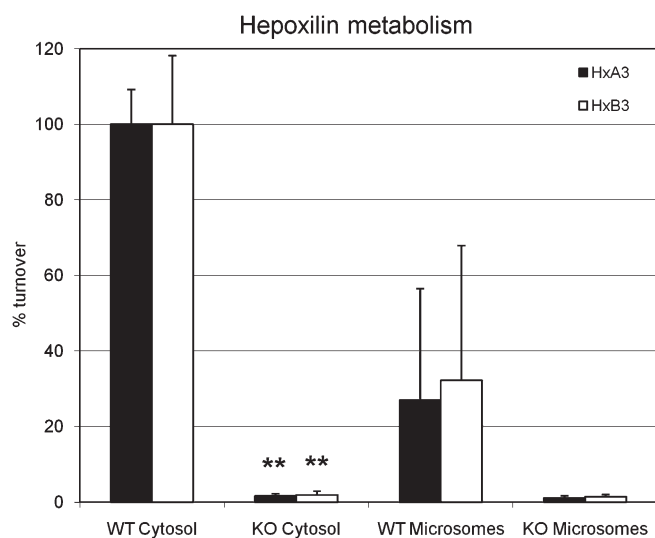 Hepoxilin metabolism
120
100
80
60
40
20
0
% turnover
HxA3
HxB3
**
**
WT Cytosol
KO Cytosol
WT Microsomes
KO Microsomes